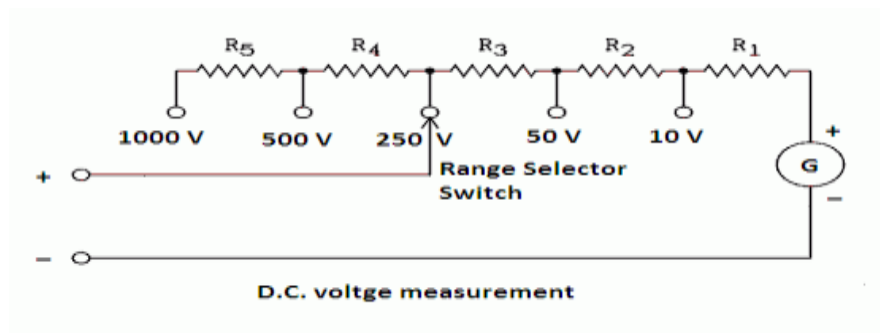 R5 R4 R3 R2 R1
1000 V 500 V 250 V 50 V 10 V
+
G
−
+
Range Selector
Switch
−
D.C. voltge measurement